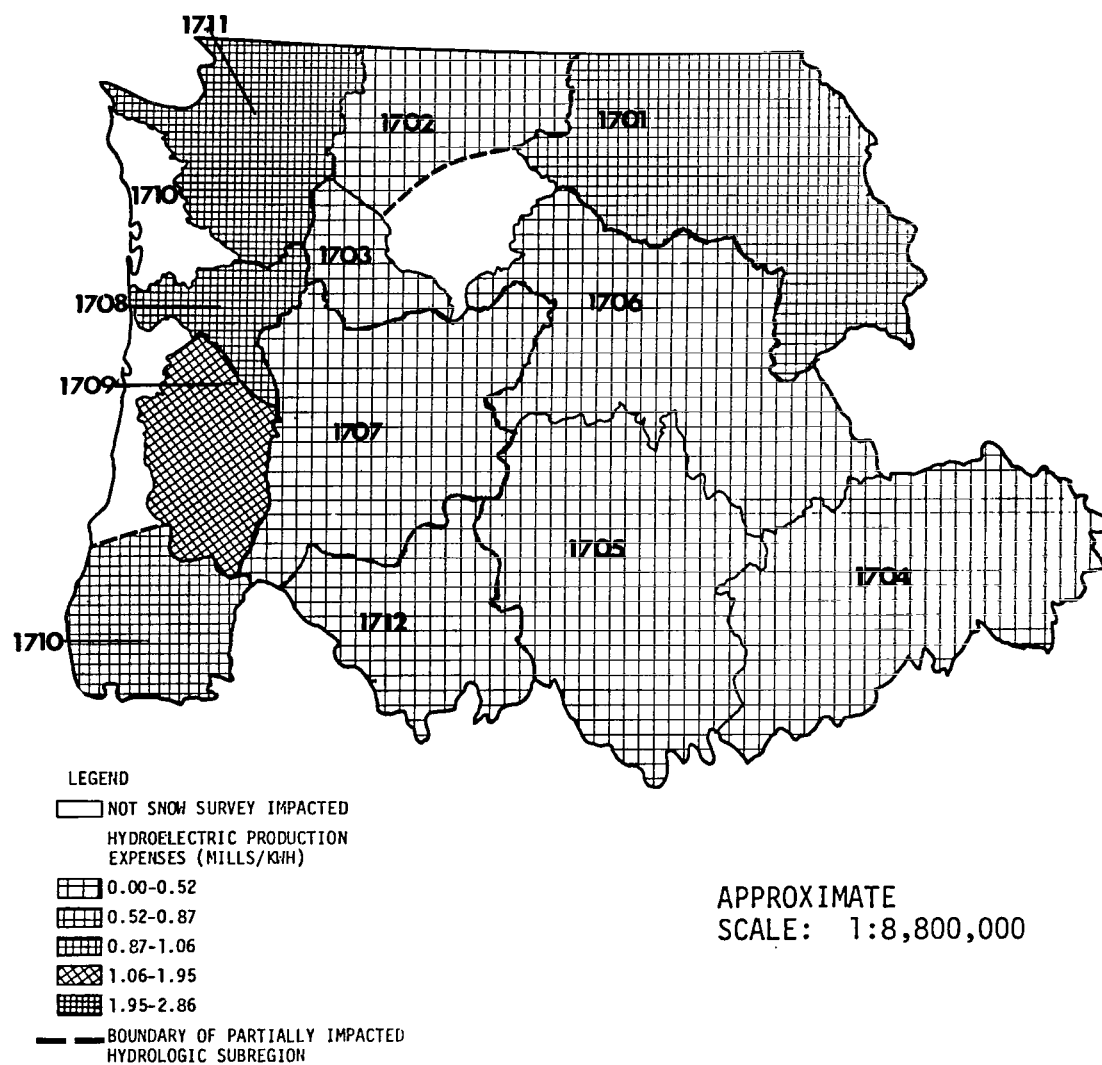 1711
1702
1701
1710
1703
1708
1706
1709
1707
1705
1704
1712
1710
LEGEND
NOT SNOW SURVEY IMPACTED
HYDROELECTRIC PRODUCTION
EXPENSES (MILLS/KWH)
0.00-0.52
0.52-0.87
0.87-1.06
1.06-1.95
1.95-2.86
BOUNDARY OF PARTIALLY IMPACTED
HYDROLOGIC SUBREGION
APPROXIMATE
SCALE: 1:8,800,000